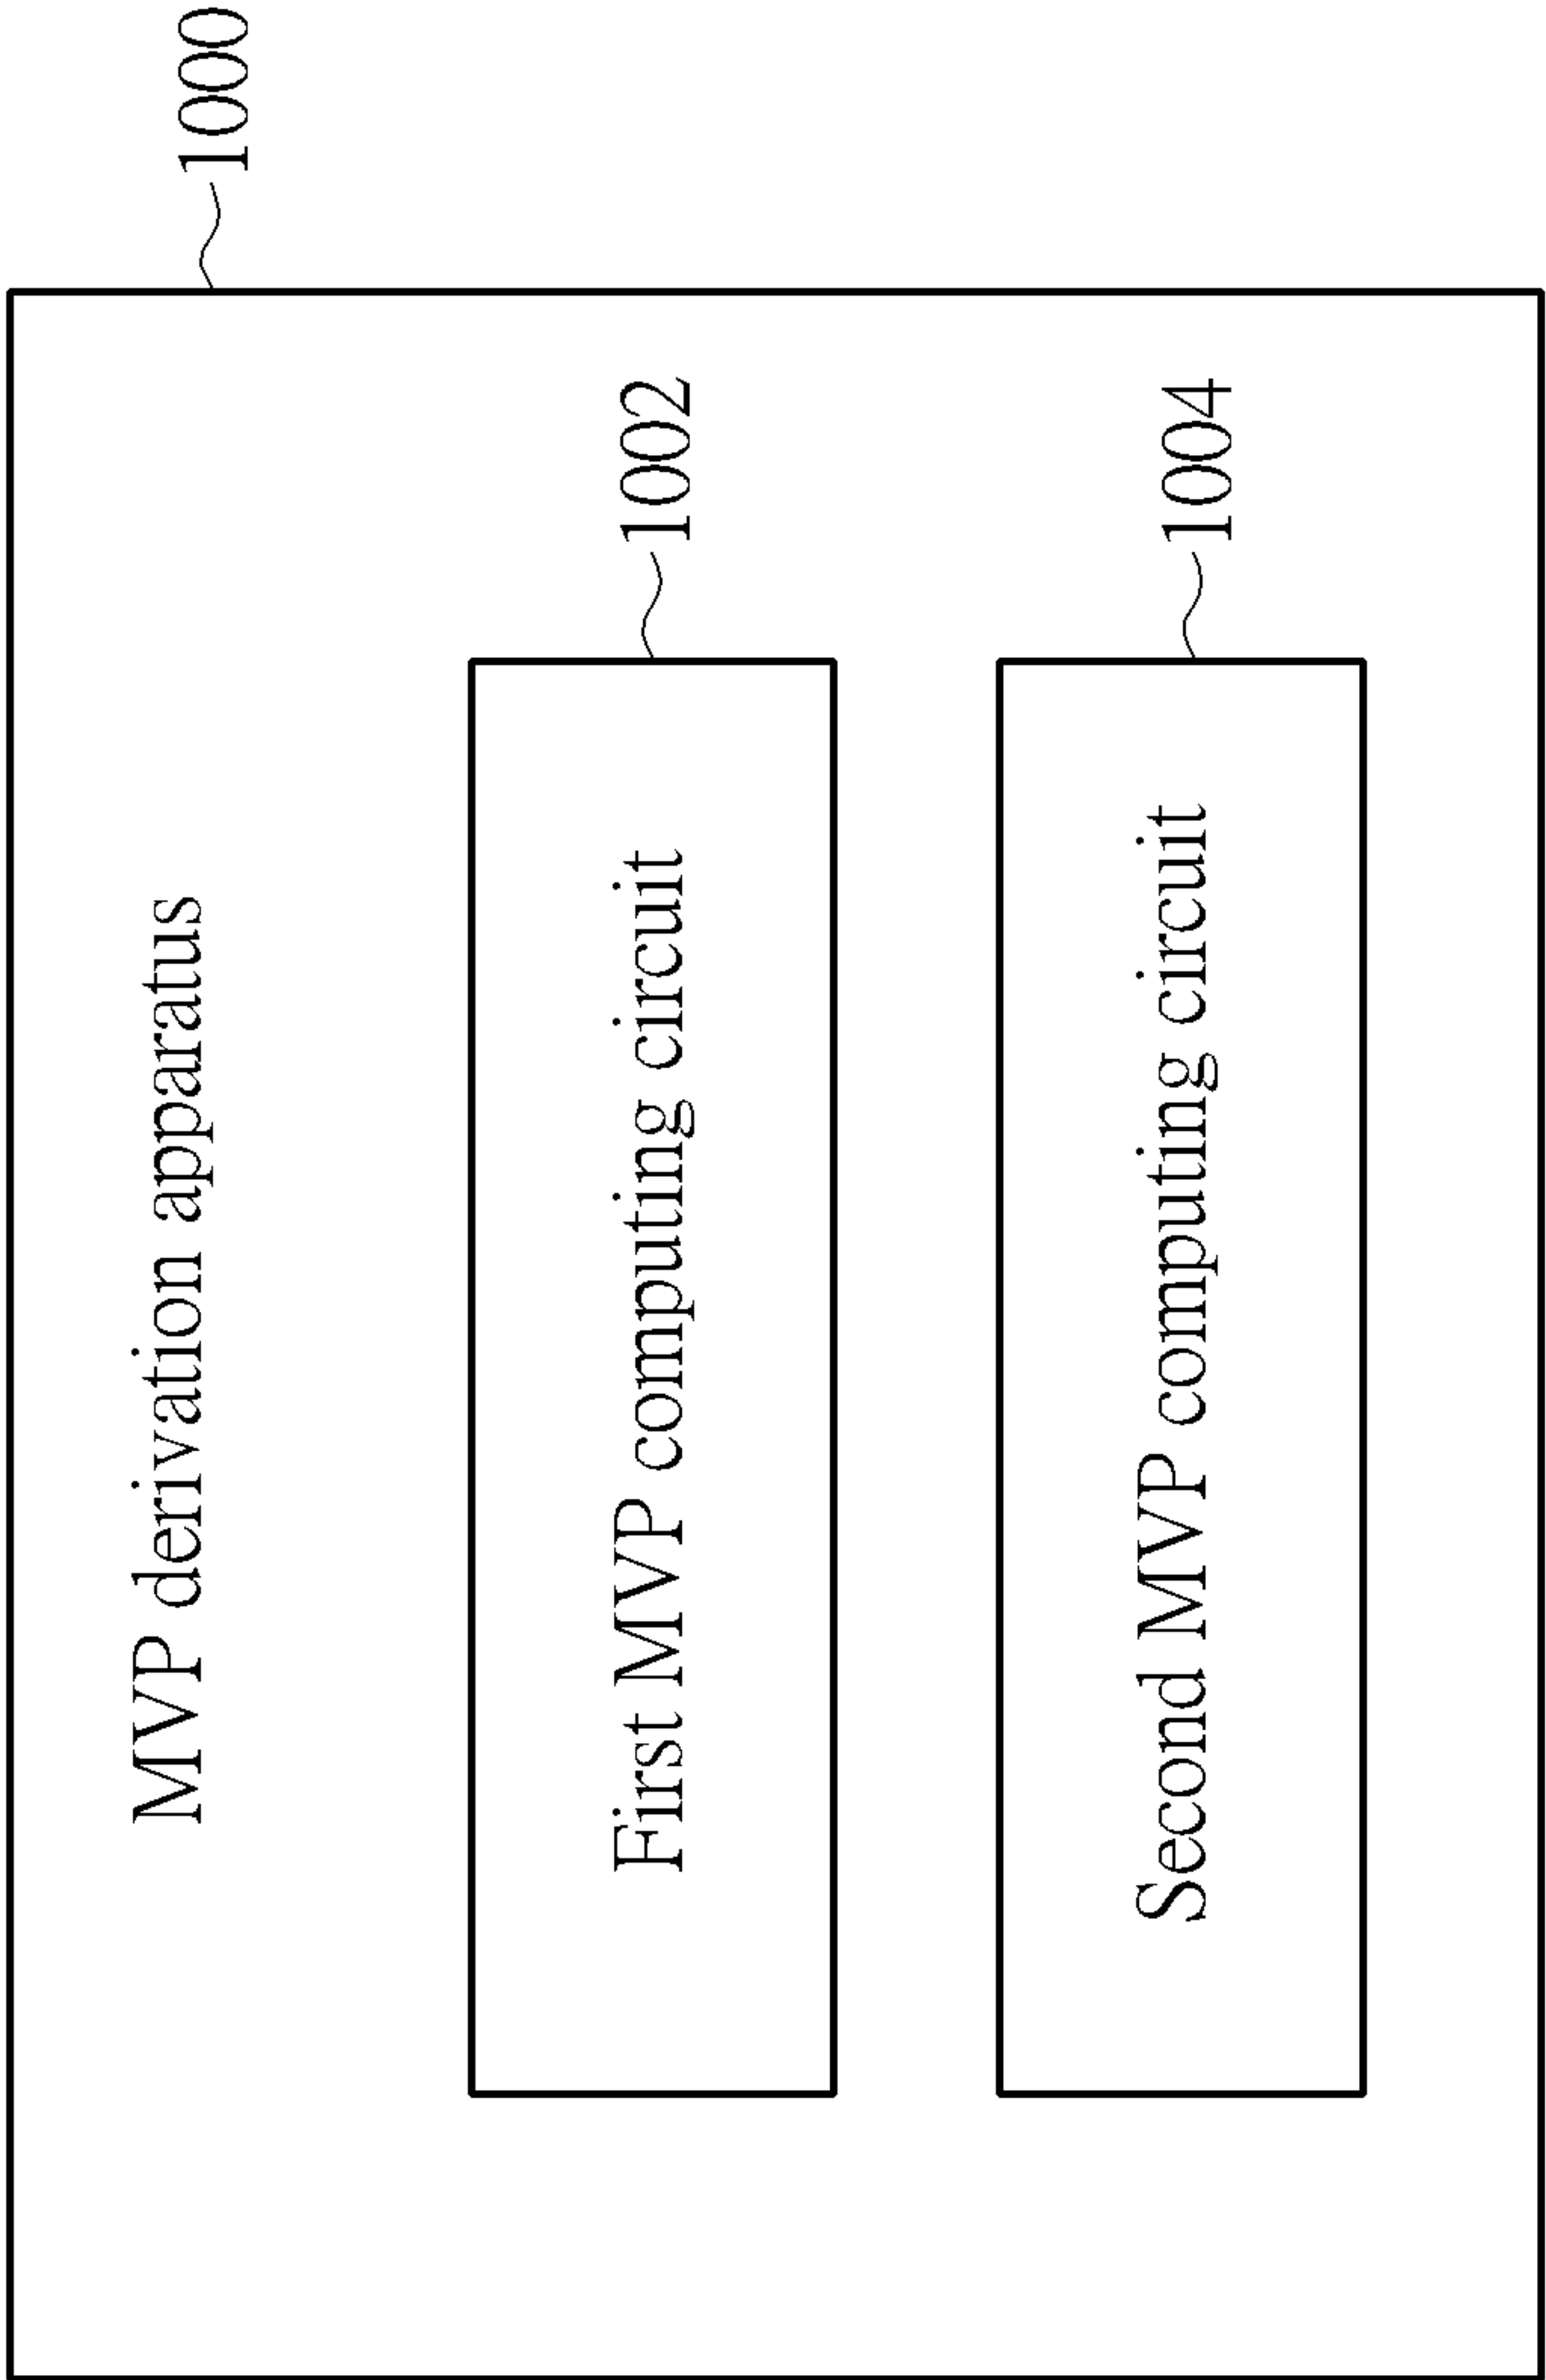 1000
MVP derivation apparatus
1002
First MVP computing circuit
1004
Second MVP computing circuit